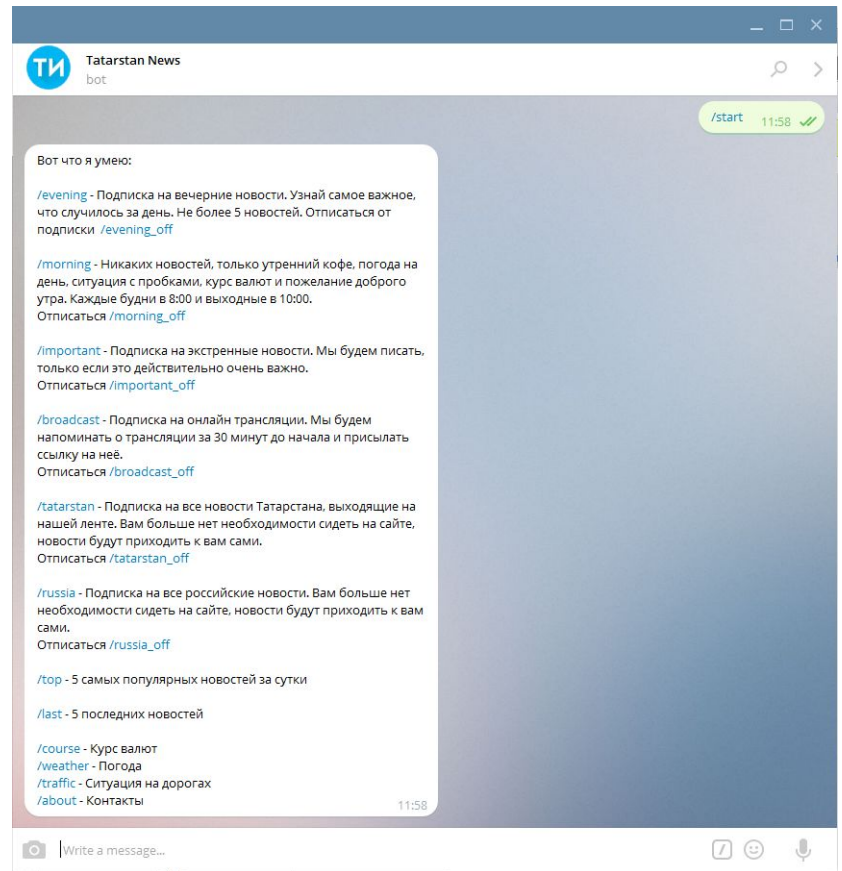 ТИ
Tatarstan News
bot
/start 11:58
Вот что я умею:
/evening - Подписка на вечерние новости. Узнай самое важное,
что случилось за день. Не более 5 новостей. Отписаться от
подписки /evening_off
/morning - Никаких новостей, только утренний кофе, погода на
день, ситуация с пробками, курс валют и пожелание доброго
утра. Каждые будни в 8:00 и выходные в 10:00.
Отписаться /morning_off
/important - Подписка на экстренные новости. Мы будем писать,
только если это действительно очень важно.
Отписаться /important_off
/broadcast - Подписка на онлайн трансляции. Мы будем
напоминать о трансляции за 30 минут до начала и присылать
ссылку на неё.
Отписаться /broadcast_off
/tatarstan - Подписка на все новости Татарстана, выходящие на
нашей ленте. Вам больше нет необходимости сидеть на сайте,
новости будут приходить к вам сами.
Отписаться /tatarstan_off
/russia - Подписка на все российские новости. Вам больше нет
необходимости сидеть на сайте, новости будут приходить к вам
сами.
Отписаться /russia_off
/top - 5 самых популярных новостей за сутки
/last - 5 последних новостей
/course - Курс валют
/weather - Погода
/traffic - Ситуация на дорогах
/about - Контакты
11:58
Write a message...